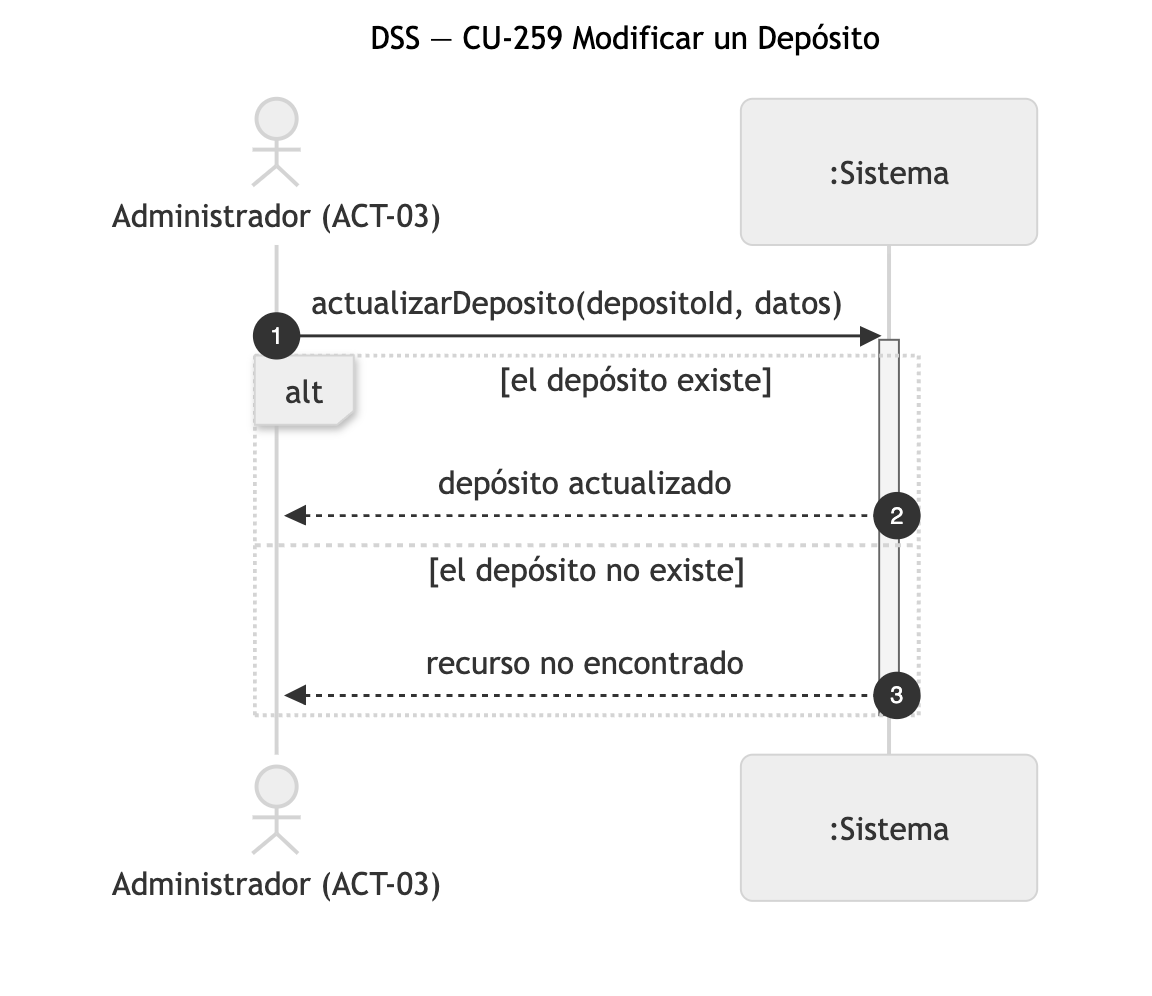 DSS — CU-259 Modificar un Depósito
Administrador (ACT-03)
:Sistema
actualizarDeposito(depositoId, datos)
1
alt
[el depósito existe]
depósito actualizado
2
[el depósito no existe]
recurso no encontrado
3
Administrador (ACT-03)
:Sistema